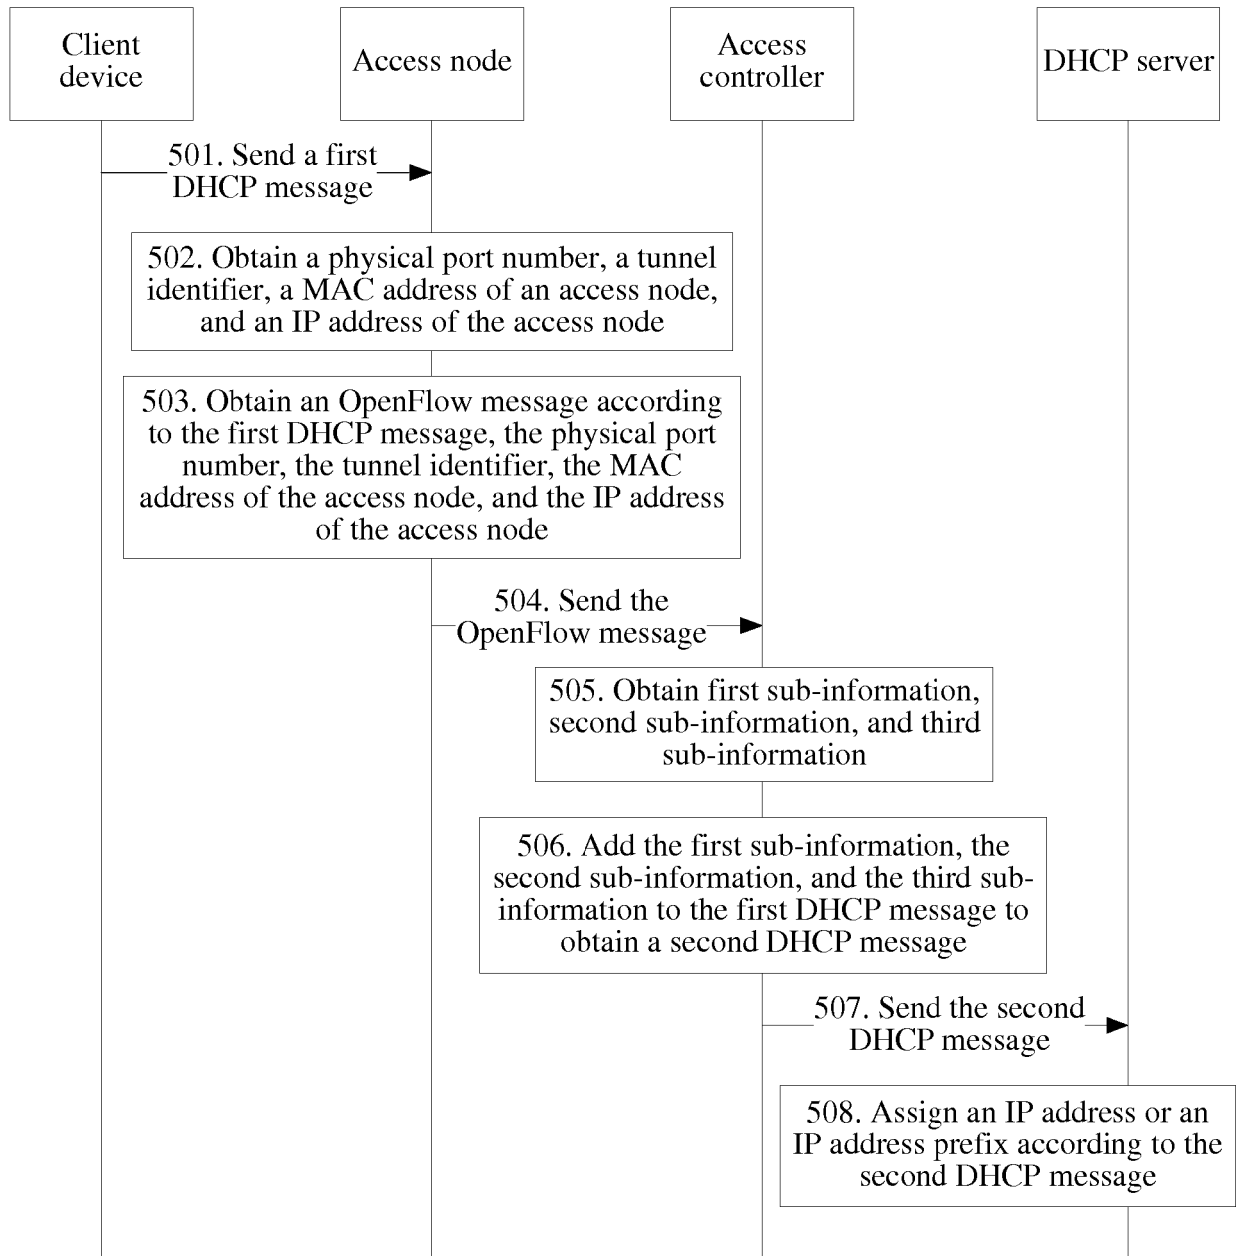 Client
device
Access node
Access
controller
DHCP server
501. Send a first
DHCP message
502. Obtain a physical port number, a tunnel
identifier, a MAC address of an access node,
and an IP address of the access node
503. Obtain an OpenFlow message according
to the first DHCP message, the physical port
number, the tunnel identifier, the MAC
address of the access node, and the IP address
of the access node
504. Send the
OpenFlow message
505. Obtain first sub-information,
second sub-information, and third
sub-information
506. Add the first sub-information, the
second sub-information, and the third sub-
information to the first DHCP message to
obtain a second DHCP message
507. Send the second
DHCP message
508. Assign an IP address or an
IP address prefix according to the
second DHCP message